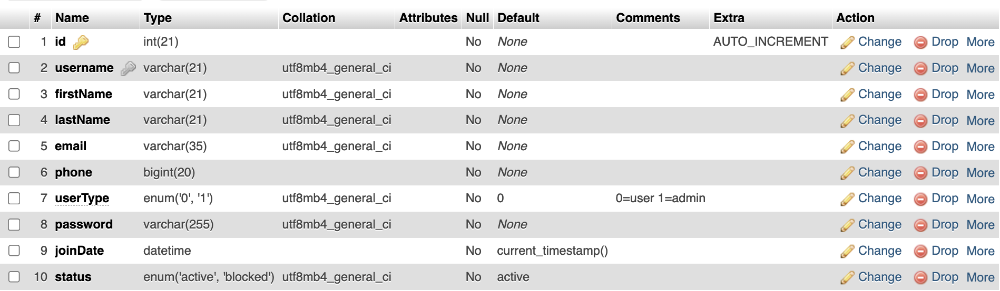 # Name Type Collation Attributes Null Default Comments Extra Action
1 id int(21) No None AUTO_INCREMENT Change Drop More
2 username varchar(21) utf8mb4_general_ci No None Change Drop More
3 firstName varchar(21) utf8mb4_general_ci No None Change Drop More
4 lastName varchar(21) utf8mb4_general_ci No None Change Drop More
5 email varchar(35) utf8mb4_general_ci No None Change Drop More
6 phone bigint(20) No None Change Drop More
7 userType enum('0', '1') utf8mb4_general_ci No 0 0=user 1=admin Change Drop More
8 password varchar(255) utf8mb4_general_ci No None Change Drop More
9 joinDate datetime No current_timestamp() Change Drop More
10 status enum('active', 'blocked') utf8mb4_general_ci No active Change Drop More